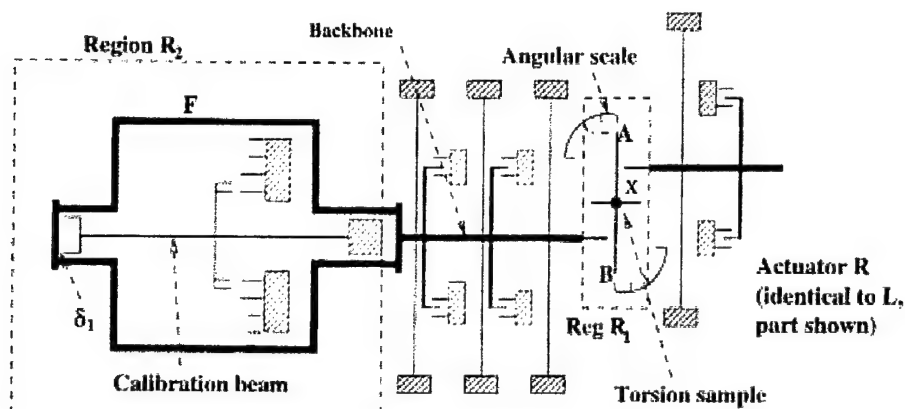 Backbone
Region R2
Angular scale
F
A
X
B
δ1
Actuator R
(identical to L,
part shown)
Reg R1
Calibration beam
Torsion sample